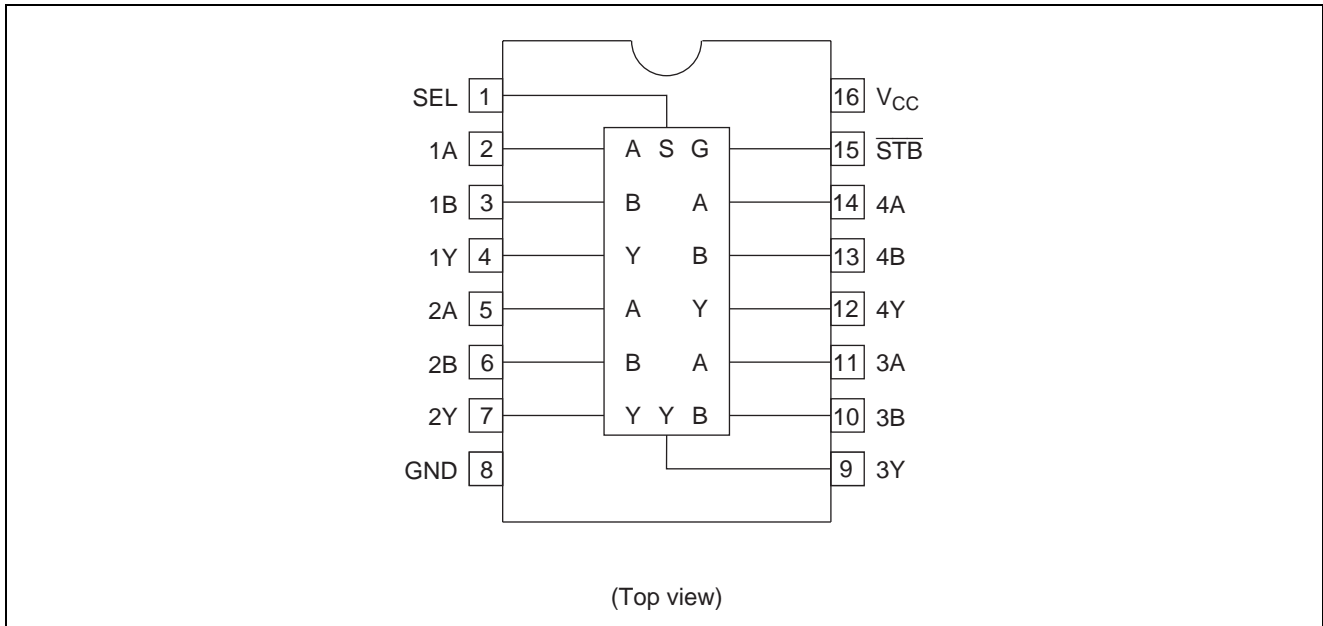 SEL 1 16 VCC
1A 2 A S G 15 S̅T̅B̅
1B 3 B A 14 4A
1Y 4 Y B 13 4B
2A 5 A Y 12 4Y
2B 6 B A 11 3A
2Y 7 Y Y B 10 3B
GND 8 9 3Y
(Top view)